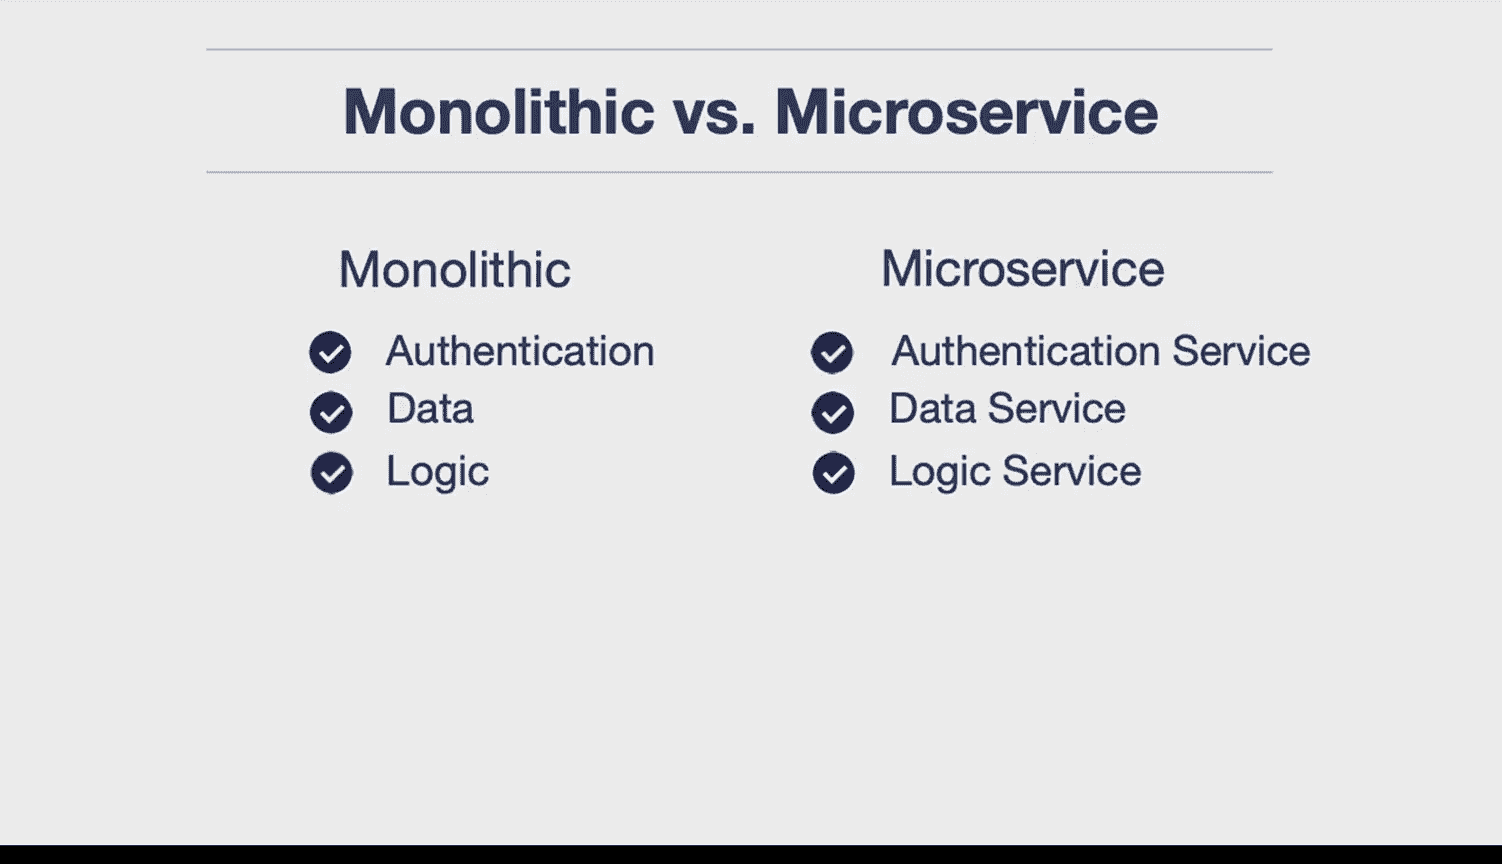 Monolithic vs. Microservice
Monolithic
Authentication
Data
Logic
Microservice
Authentication Service
Data Service
Logic Service